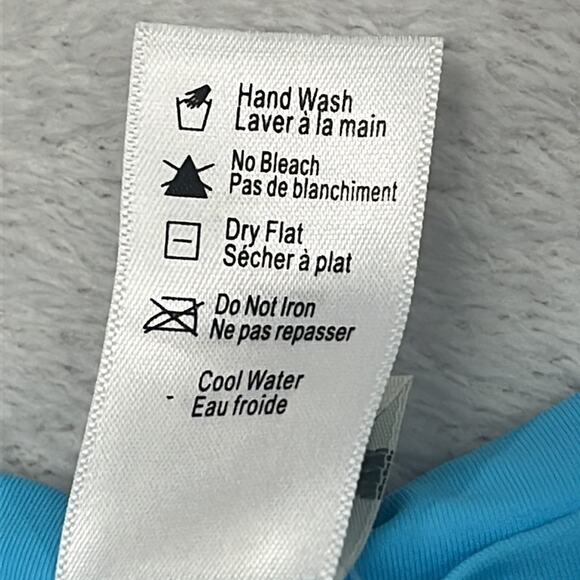 Hand Wash
Laver à la main
No Bleach
Pas de blanchiment
Dry Flat
Sécher à plat
Do Not Iron
Ne pas repasser
Cool Water
Eau froide